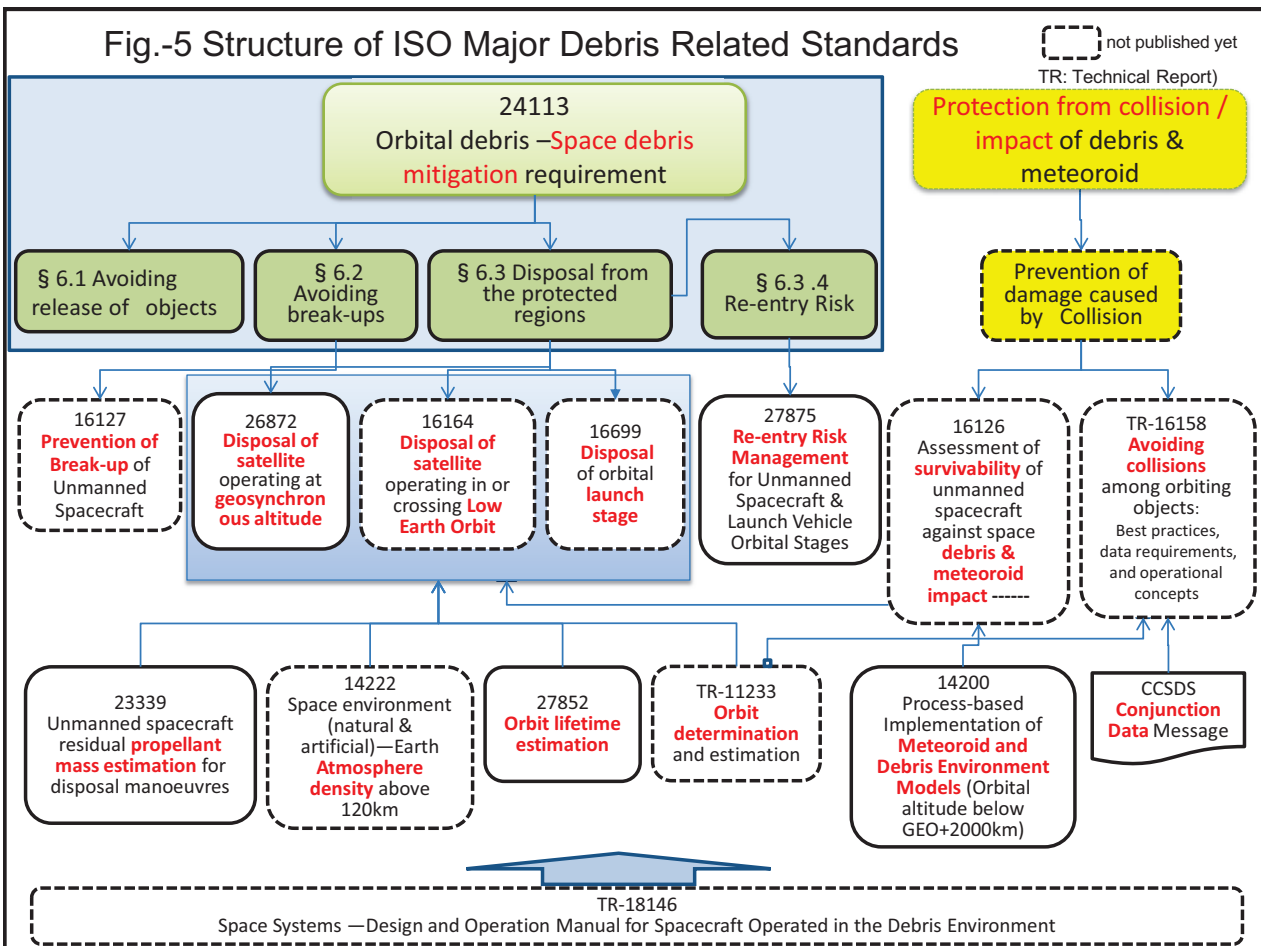 Fig.-5 Structure of ISO Major Debris Related Standards
not published yet
TR: Technical Report)
24113
Orbital debris –Space debris
mitigation requirement
Protection from collision /
impact of debris &
meteoroid
§ 6.1 Avoiding
release of objects
§ 6.2
Avoiding
break-ups
§ 6.3 Disposal from
the protected
regions
§ 6.3 .4
Re-entry Risk
Prevention of
damage caused
by Collision
16127
Prevention of
Break-up of
Unmanned
Spacecraft
26872
Disposal of
satellite
operating at
geosynchron
ous altitude
16164
Disposal of
satellite
operating in or
crossing Low
Earth Orbit
16699
Disposal
of orbital
launch
stage
27875
Re-entry Risk
Management
for Unmanned
Spacecraft &
Launch Vehicle
Orbital Stages
16126
Assessment of
survivability of
unmanned
spacecraft
against space
debris &
meteoroid
impact ------
TR-16158
Avoiding
collisions
among orbiting
objects:
Best practices,
data requirements,
and operational
concepts
23339
Unmanned spacecraft
residual propellant
mass estimation for
disposal manoeuvres
14222
Space environment
(natural &
artificial)—Earth
Atmosphere
density above
120km
27852
Orbit lifetime
estimation
TR-11233
Orbit
determination
and estimation
14200
Process-based
Implementation of
Meteoroid and
Debris Environment
Models (Orbital
altitude below
GEO+2000km)
CCSDS
Conjunction
Data Message
TR-18146
Space Systems —Design and Operation Manual for Spacecraft Operated in the Debris Environment